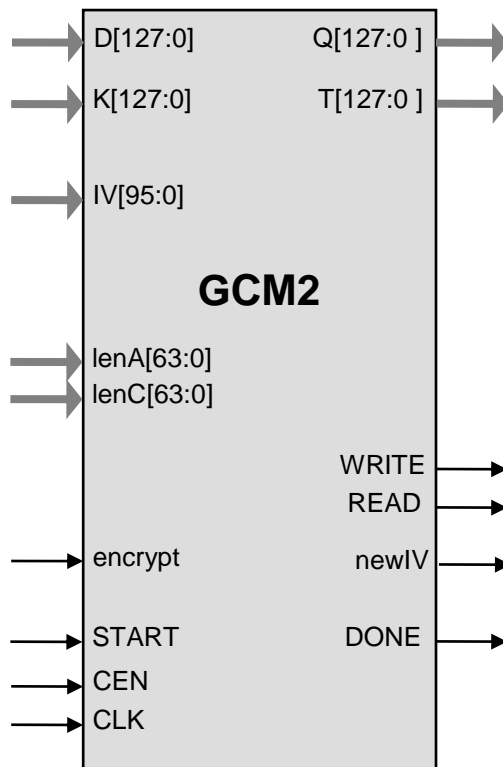 D[127:0] Q[127:0 ]
K[127:0] T[127:0 ]
IV[95:0]
GCM2
lenA[63:0]
lenC[63:0]
WRITE
READ
encrypt newIV
START DONE
CEN
CLK